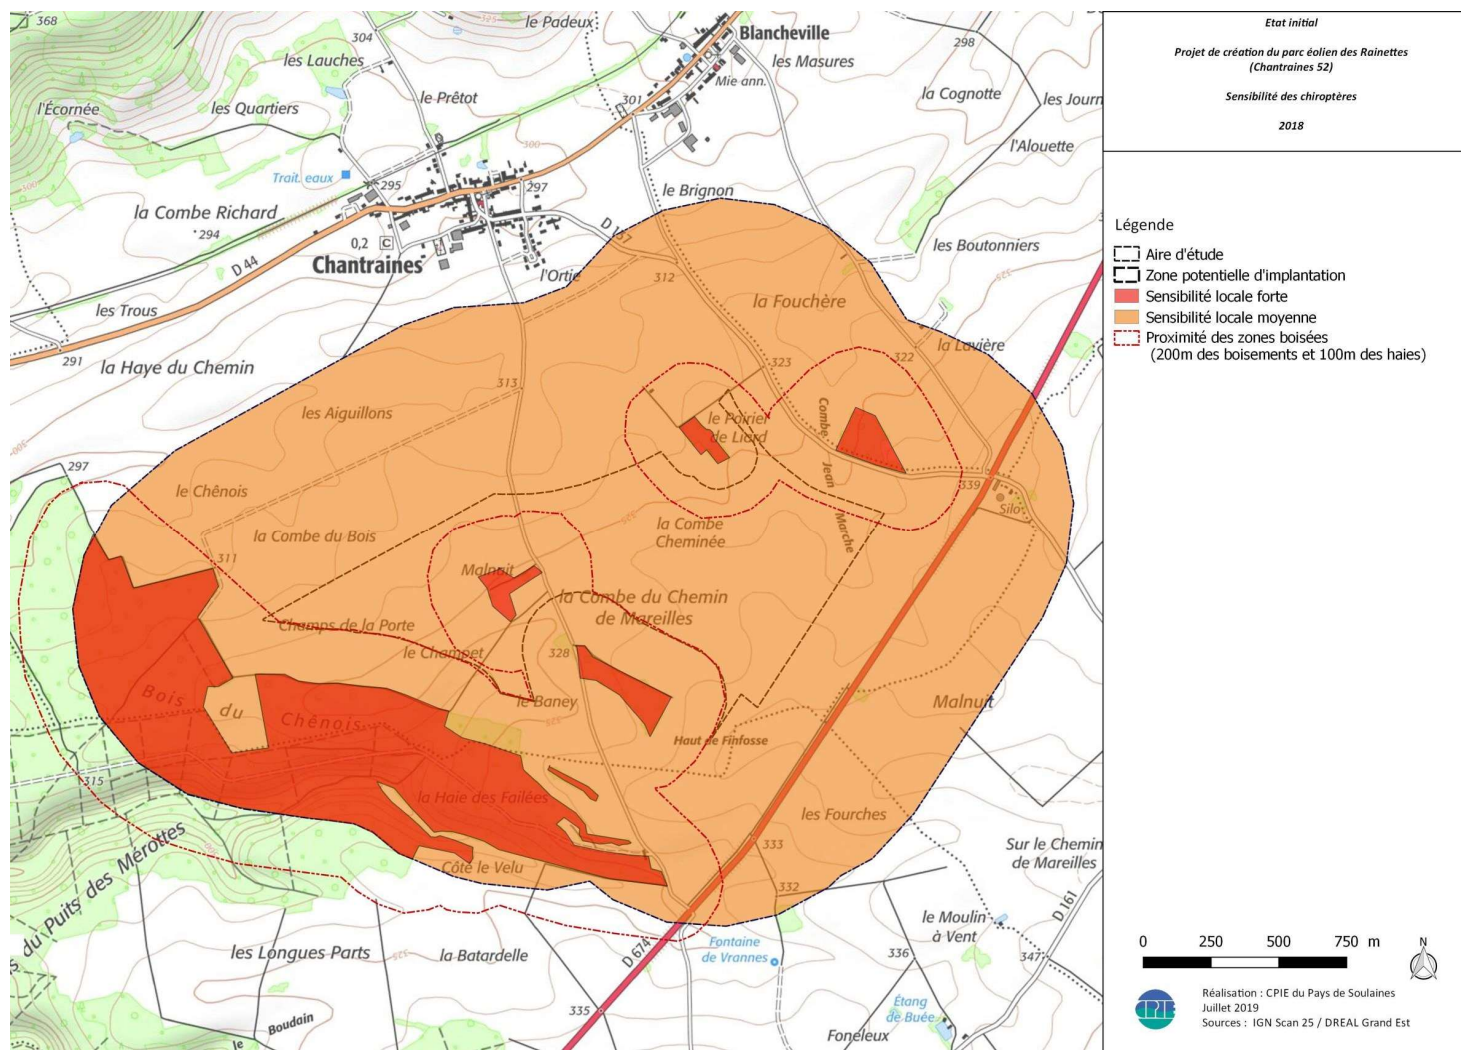 368
le Padeux
304
les Lauches
Blancheville
298
les Masures
Mie ann.
l'Écornée
les Quartiers
le Prêtot
301
la Cognotte
les Journ
l'Alouette
300
Trait. eaux
295
297
la Combe Richard
294
le Brignon
0,2
C
D 157
Chantraines
D 44
l'Ortie
312
les Boutonniers
les Trous
la Fouchère
291
la Haye du Chemin
313
323
322
la Lavière
les Aiguillons
le Poirier
de Liard
Combe
Jean
Marche
297
le Chênois
339
Silo
la Combe du Bois
la Combe
Cheminée
311
Malnuit
la Combe du Chemin
de Mareilles
Champs de la Porte
le Champet
328
Bois du Chênois
le Baney
Malnuit
Haut de Finfosse
315
la Haie des Failées
les Fourches
s du Puits des Mérottes
333
Sur le Chemin
de Mareilles
Côté le Velu
332
les Longues Parts
la Batardelle
D 674
Fontaine
de Vrannes
le Moulin
à Vent
D 161
336
347
335
Étang
de Buée
Boudain
le
Foneleux
Etat initial
Projet de création du parc éolien des Rainettes
(Chantraines 52)
Sensibilité des chiroptères
2018
Légende
Aire d'étude
Zone potentielle d'implantation
Sensibilité locale forte
Sensibilité locale moyenne
Proximité des zones boisées
(200m des boisements et 100m des haies)
0 250 500 750 m
N
CPIE
Réalisation : CPIE du Pays de Soulaines
Juillet 2019
Sources : IGN Scan 25 / DREAL Grand Est